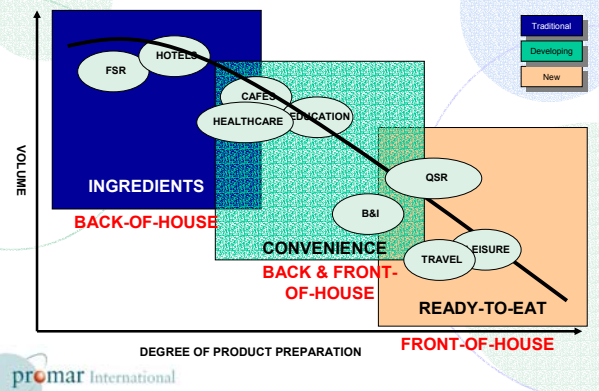 Traditional
Developing
New
HOTELS
FSR
CAFES
HEALTHCARE
EDUCATION
QSR
B&I
TRAVEL
EISURE
INGREDIENTS
BACK-OF-HOUSE
CONVENIENCE
BACK & FRONT-
OF-HOUSE
READY-TO-EAT
FRONT-OF-HOUSE
VOLUME
DEGREE OF PRODUCT PREPARATION
promar International